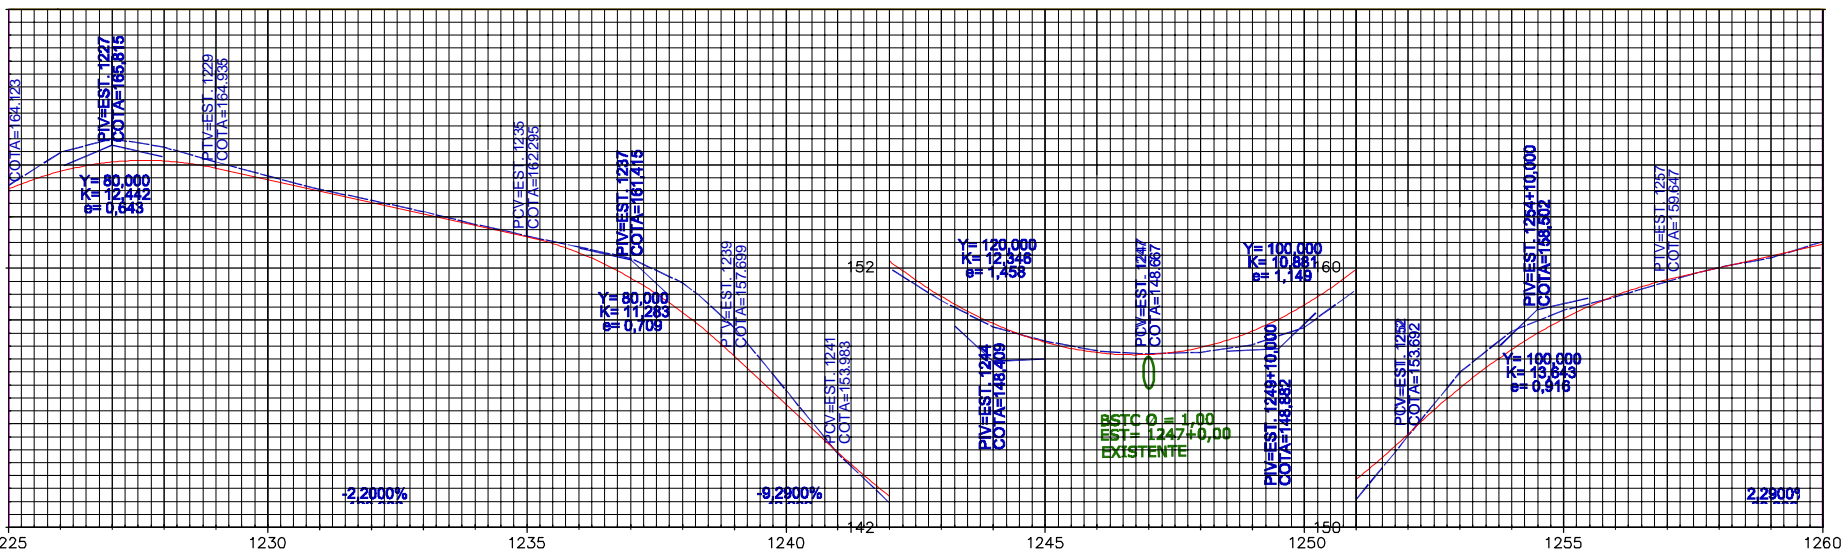 COTA=164.123
PIV=EST. 1227
COTA=165,815
PTV=EST. 1229
COTA=164.935
Y= 80,000
K= 12,442
e= 0,643
PCV=EST. 1235
COTA=162.295
PIV=EST. 1237
COTA=161,415
Y= 80,000
K= 11,283
e= 0,709
PTV=EST. 1239
COTA=157.699
PCV=EST. 1241
COTA=153.983
152
Y= 120,000
K= 12,346
e= 1,458
PIV=EST. 1244
COTA=148,409
PCV=EST. 1247
COTA=148.667
BSTC Ø = 1,00
EST= 1247+0,00
EXISTENTE
Y= 100,000
K= 10,881
e= 1,149
160
PIV=EST. 1249+10,000
COTA=148,882
PCV=EST. 1252
COTA=153.692
PIV=EST. 1254+10,000
COTA=158,502
Y= 100,000
K= 13,643
e= 0,916
PTV=EST. 1257
COTA=159.647
-2,2000%
-9,2900%
2,2900%
142
150
225
1230
1235
1240
1245
1250
1255
1260